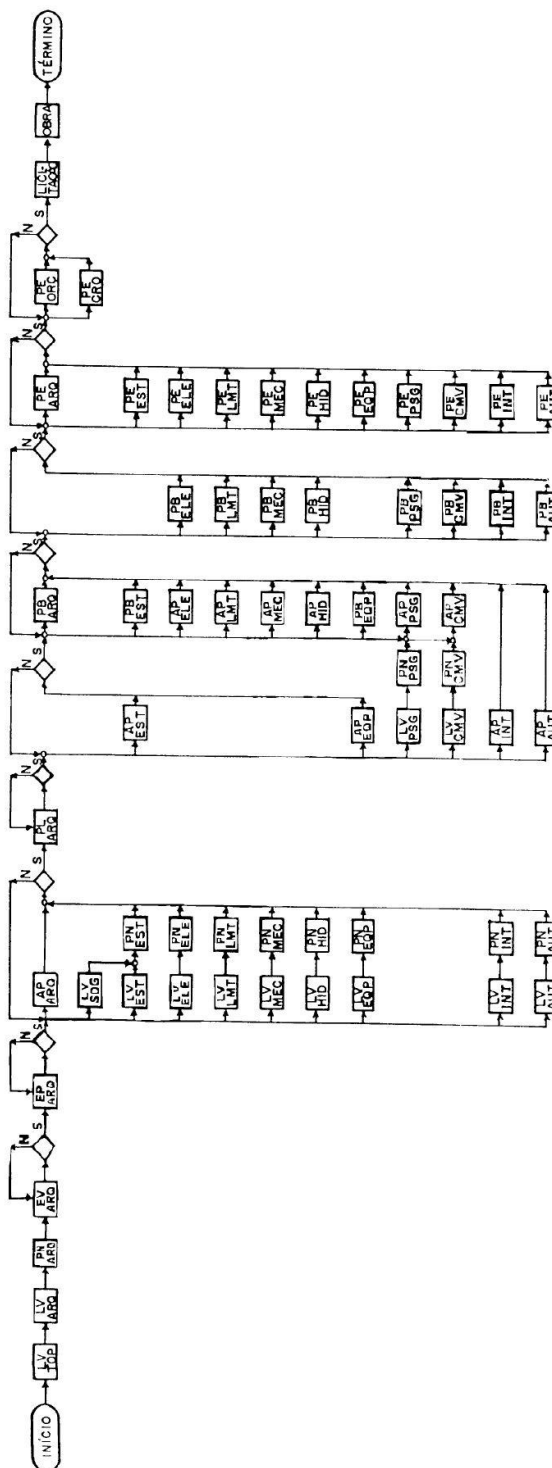 INÍCIO
LV
TOP
LV
ARQ
PN
ARQ
EV
ARQ
N
S
EP
ARQ
N
S
AP
ARQ
LV
SDG
LV
EST
PN
EST
LV
ELE
PN
ELE
LV
LMT
PN
LMT
LV
MEC
PN
MEC
LV
HID
PN
HID
LV
EQP
PN
EQP
LV
INT
PN
INT
LV
AUT
PN
AUT
N
S
PL
ARQ
N
S
AP
EST
AP
EQP
LV
PSG
PN
PSG
LV
CMV
PN
CMV
AP
INT
AP
AUT
N
S
PB
ARQ
PB
EST
AP
ELE
AP
LMT
AP
MEC
AP
HID
PB
EQP
AP
PSG
AP
CMV
N
S
PB
ELE
PB
LMT
PB
MEC
PB
HID
PB
PSG
PB
CMV
PB
INT
PB
AUT
N
S
PE
ARQ
PE
EST
PE
ELE
PE
LMT
PE
MEC
PE
HID
PE
EQP
PE
PSG
PE
CMV
PE
INT
PE
AUT
N
S
PE
ORC
PE
CRO
N
S
LICI-
TAÇÃO
OBRA
TÉRMINO